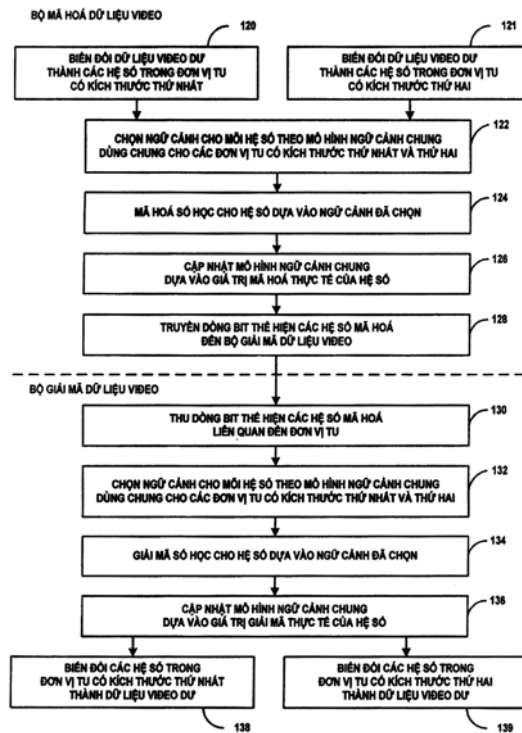 BỘ MÃ HOÁ DỮ LIỆU VIDEO
120
121
BIẾN ĐỔI DỮ LIỆU VIDEO DƯ
THÀNH CÁC HỆ SỐ TRONG ĐƠN VỊ TU
CÓ KÍCH THƯỚC THỨ NHẤT
BIẾN ĐỔI DỮ LIỆU VIDEO DƯ
THÀNH CÁC HỆ SỐ TRONG ĐƠN VỊ TU
CÓ KÍCH THƯỚC THỨ HAI
CHỌN NGỮ CẢNH CHO MỖI HỆ SỐ THEO MÔ HÌNH NGỮ CẢNH CHUNG
DÙNG CHUNG CHO CÁC ĐƠN VỊ TU CÓ KÍCH THƯỚC THỨ NHẤT VÀ THỨ HAI
122
MÃ HOÁ SỐ HỌC CHO HỆ SỐ DỰA VÀO NGỮ CẢNH ĐÃ CHỌN
124
CẬP NHẬT MÔ HÌNH NGỮ CẢNH CHUNG
DỰA VÀO GIÁ TRỊ MÃ HOÁ THỰC TẾ CỦA HỆ SỐ
126
TRUYỀN DÒNG BIT THỂ HIỆN CÁC HỆ SỐ MÃ HOÁ
ĐẾN BỘ GIẢI MÃ DỮ LIỆU VIDEO
128
BỘ GIẢI MÃ DỮ LIỆU VIDEO
THU DÒNG BIT THỂ HIỆN CÁC HỆ SỐ MÃ HOÁ
LIÊN QUAN ĐẾN ĐƠN VỊ TU
130
CHỌN NGỮ CẢNH CHO MỖI HỆ SỐ THEO MÔ HÌNH NGỮ CẢNH CHUNG
DÙNG CHUNG CHO CÁC ĐƠN VỊ TU CÓ KÍCH THƯỚC THỨ NHẤT VÀ THỨ HAI
132
GIẢI MÃ SỐ HỌC CHO HỆ SỐ DỰA VÀO NGỮ CẢNH ĐÃ CHỌN
134
CẬP NHẬT MÔ HÌNH NGỮ CẢNH CHUNG
DỰA VÀO GIÁ TRỊ GIẢI MÃ THỰC TẾ CỦA HỆ SỐ
136
BIẾN ĐỔI CÁC HỆ SỐ TRONG
ĐƠN VỊ TU CÓ KÍCH THƯỚC THỨ NHẤT
THÀNH DỮ LIỆU VIDEO DƯ
BIẾN ĐỔI CÁC HỆ SỐ TRONG
ĐƠN VỊ TU CÓ KÍCH THƯỚC THỨ HAI
THÀNH DỮ LIỆU VIDEO DƯ
138
139